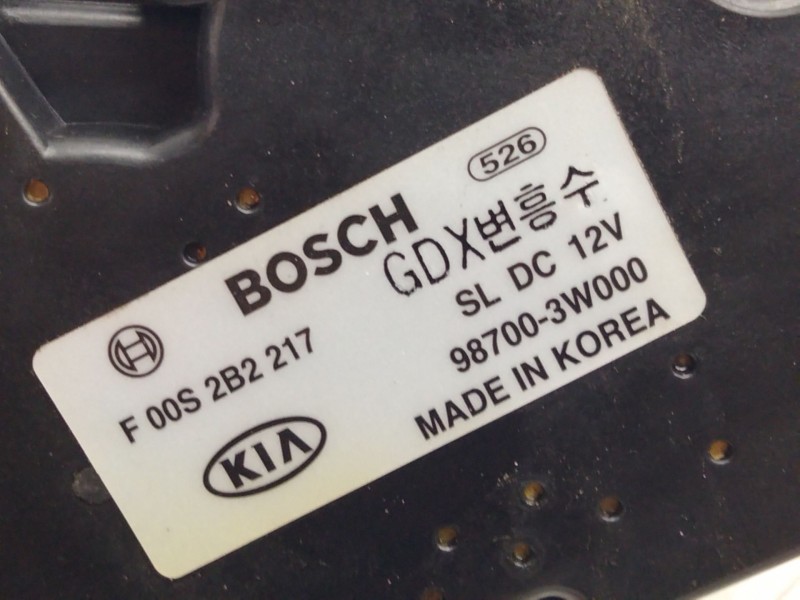 526
BOSCH
GDX변흥수
SL DC 12V
F 00S 2B2 217
98700-3W000
KIA
MADE IN KOREA